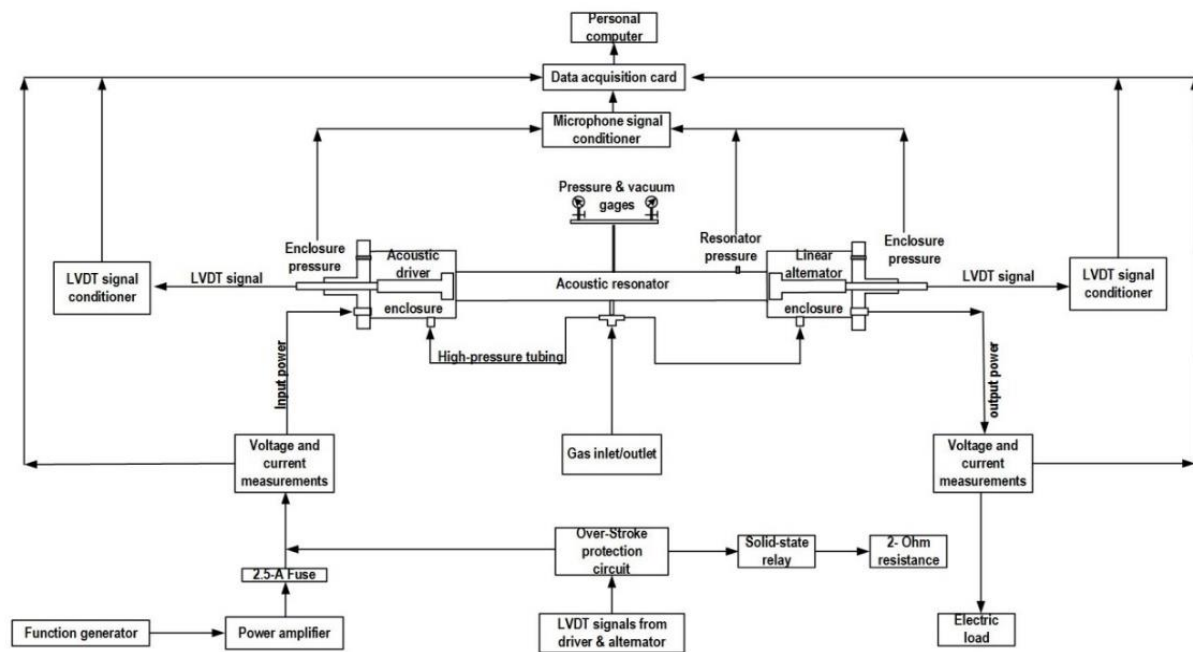 Personal
computer
Data acquisition card
Microphone signal
conditioner
Pressure & vacuum
gages
Enclosure
pressure
Acoustic
driver
Resonator
pressure
Linear
alternator
Enclosure
pressure
LVDT signal
conditioner
LVDT signal
Acoustic resonator
LVDT signal
LVDT signal
conditioner
enclosure
enclosure
High-pressure tubing
Input power
output power
Voltage and
current
measurements
Gas inlet/outlet
Voltage and
current
measurements
Over-Stroke
protection
circuit
Solid-state
relay
2- Ohm
resistance
2.5-A Fuse
Function generator
Power amplifier
LVDT signals from
driver & alternator
Electric
load